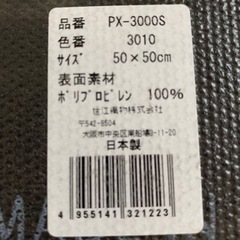 品番 PX-3000S
色番 3010
サイズ 50×50cm
表面素材
ポリプロピレン 100%
住江織物株式会社
〒542-8504
大阪市中央区南船場3-11-20
日本製
4 955141 321223